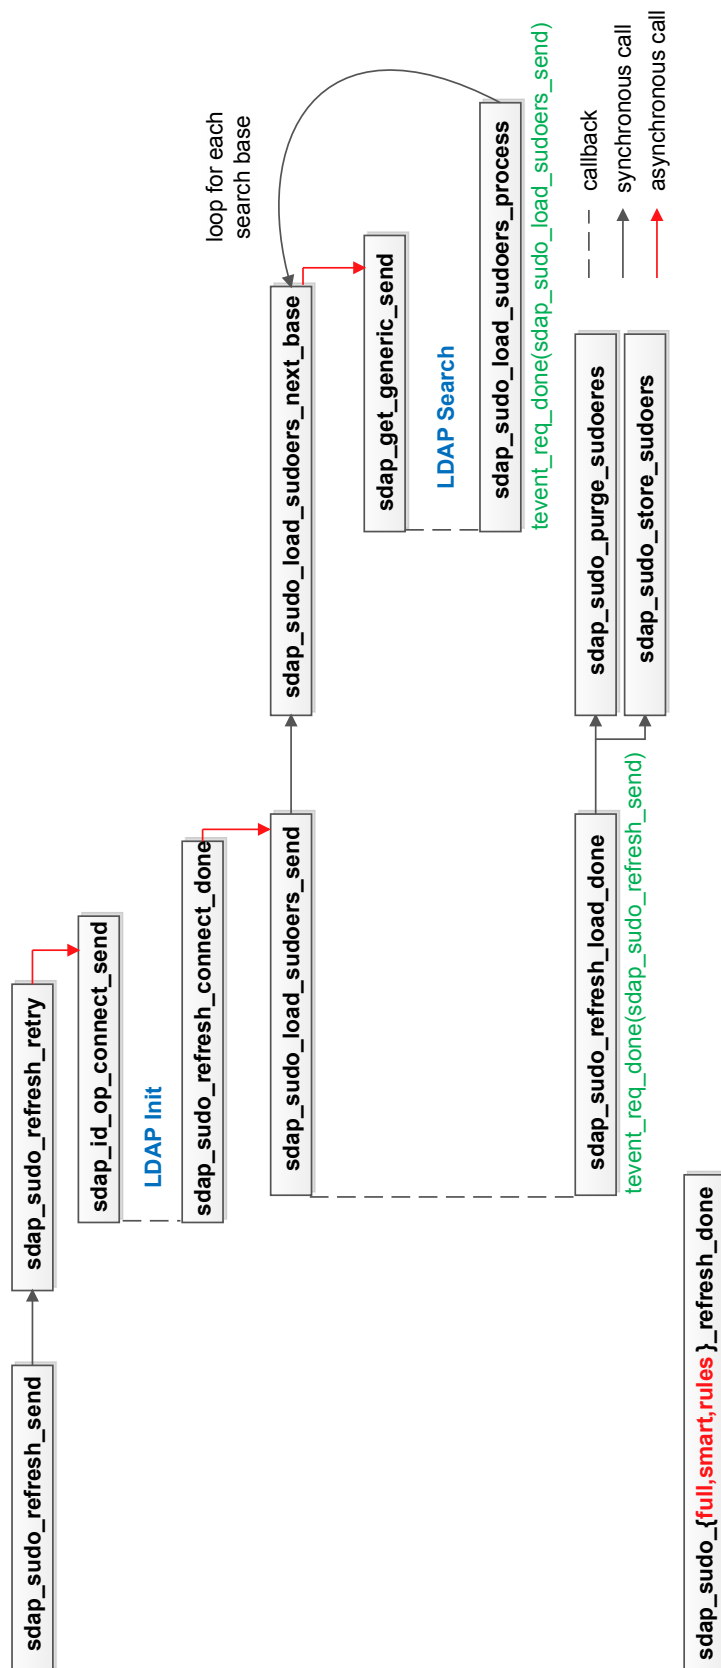 sdap_sudo_refresh_send
sdap_sudo_refresh_retry
sdap_id_op_connect_send
LDAP Init
sdap_sudo_refresh_connect_done
sdap_sudo_load_sudoers_send
sdap_sudo_load_sudoers_next_base
loop for each
search base
sdap_get_generic_send
LDAP Search
sdap_sudo_load_sudoers_process
tevent_req_done(sdap_sudo_load_sudoers_send)
sdap_sudo_refresh_load_done
tevent_req_done(sdap_sudo_refresh_send)
sdap_sudo_purge_sudoeres
sdap_sudo_store_sudoers
callback
synchronous call
asynchronous call
sdap_sudo_{full,smart,rules }_refresh_done